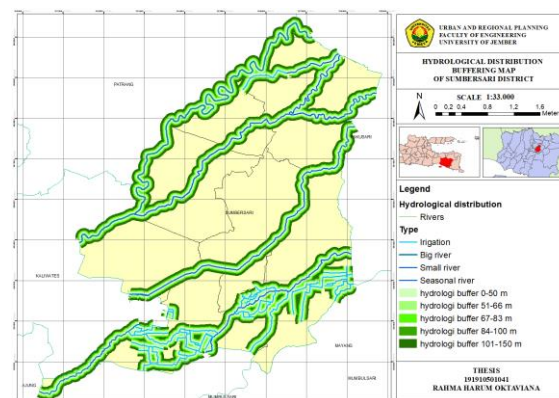 URBAN AND REGIONAL PLANNING
FACULTY OF ENGINEERING
UNIVERSITY OF JEMBER
HYDROLOGICAL DISTRIBUTION
BUFFERING MAP
OF SUMBERSARI DISTRICT
SCALE 1:33.000
N
0 0.2 0.4 0.8 1.2 1.6
Meter
PATRANG
SUMBERSARI
KALIWATES
MAYANG
MUMBULSARI
AJUNG
Legend
Hydrological distribution
Rivers
Type
Irigation
Big river
Small river
Seasonal river
hydrologi buffer 0-50 m
hydrologi buffer 51-66 m
hydrologi buffer 67-83 m
hydrologi buffer 84-100 m
hydrologi buffer 101-150 m
THESIS
191910501041
RAHMA HARUM OKTAVIANA